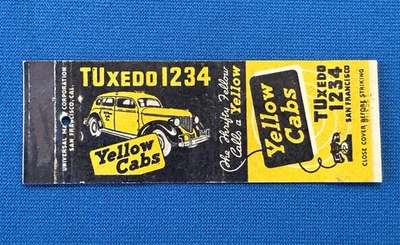 UNIVERSAL MATCH CORPORATION
SAN FRANCISCO, CAL.
TUXEDO 1234
Yellow
Cabs
The Thrifty Fellow
Calls a Yellow
Yellow
Cabs
TUXEDO
1234
SAN FRANCISCO
CLOSE COVER BEFORE STRIKING